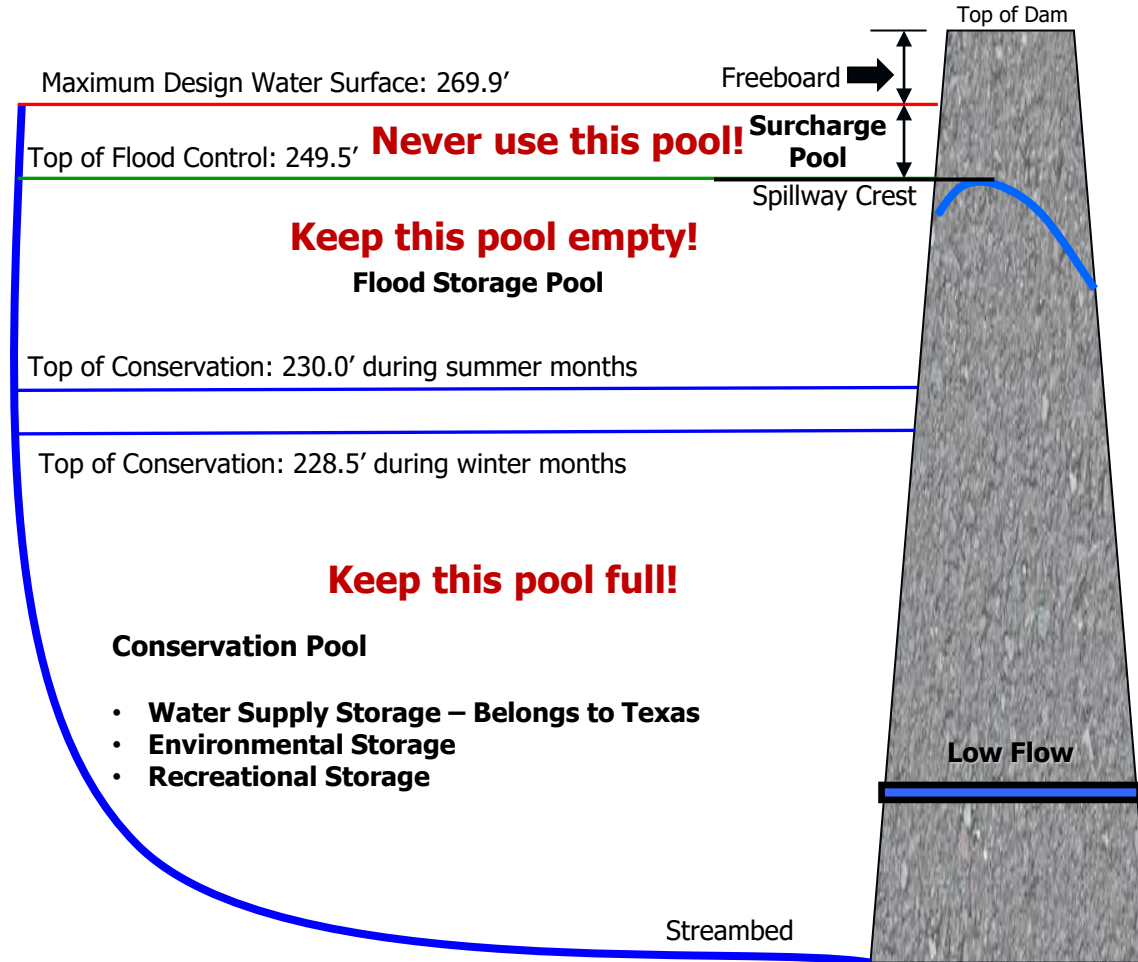 Top of Dam
Maximum Design Water Surface: 269.9′
Freeboard
Never use this pool!
Surcharge
Pool
Top of Flood Control: 249.5′
Spillway Crest
Keep this pool empty!
Flood Storage Pool
Top of Conservation: 230.0′ during summer months
Top of Conservation: 228.5′ during winter months
Keep this pool full!
Conservation Pool
• Water Supply Storage – Belongs to Texas
• Environmental Storage
• Recreational Storage
Low Flow
Streambed